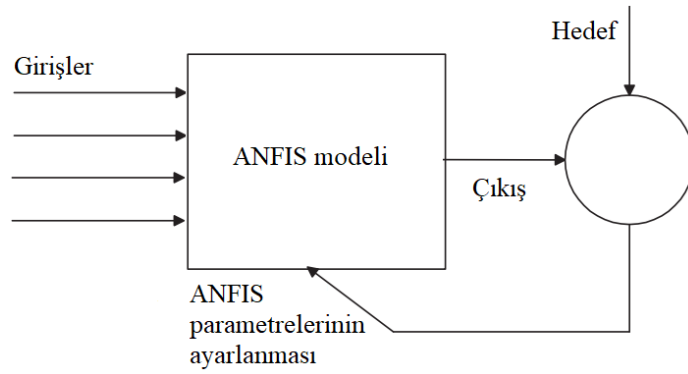 Hedef
Girişler
ANFIS modeli
Çıkış
ANFIS
parametrelerinin
ayarlanması